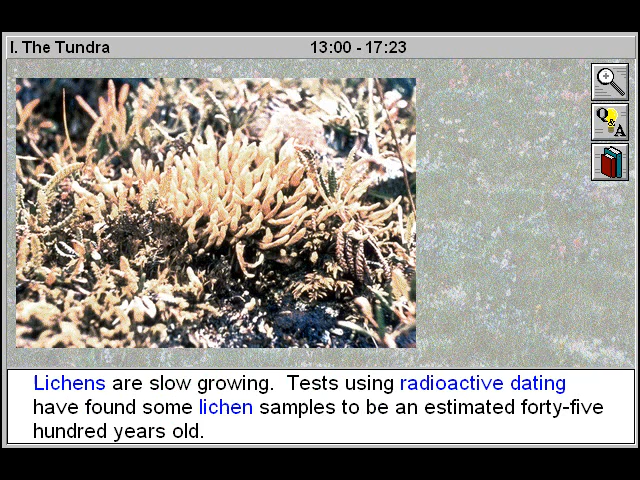 I. The Tundra 13:00 - 17:23
Q
&
A
Lichens are slow growing. Tests using radioactive dating
have found some lichen samples to be an estimated forty-five
hundred years old.